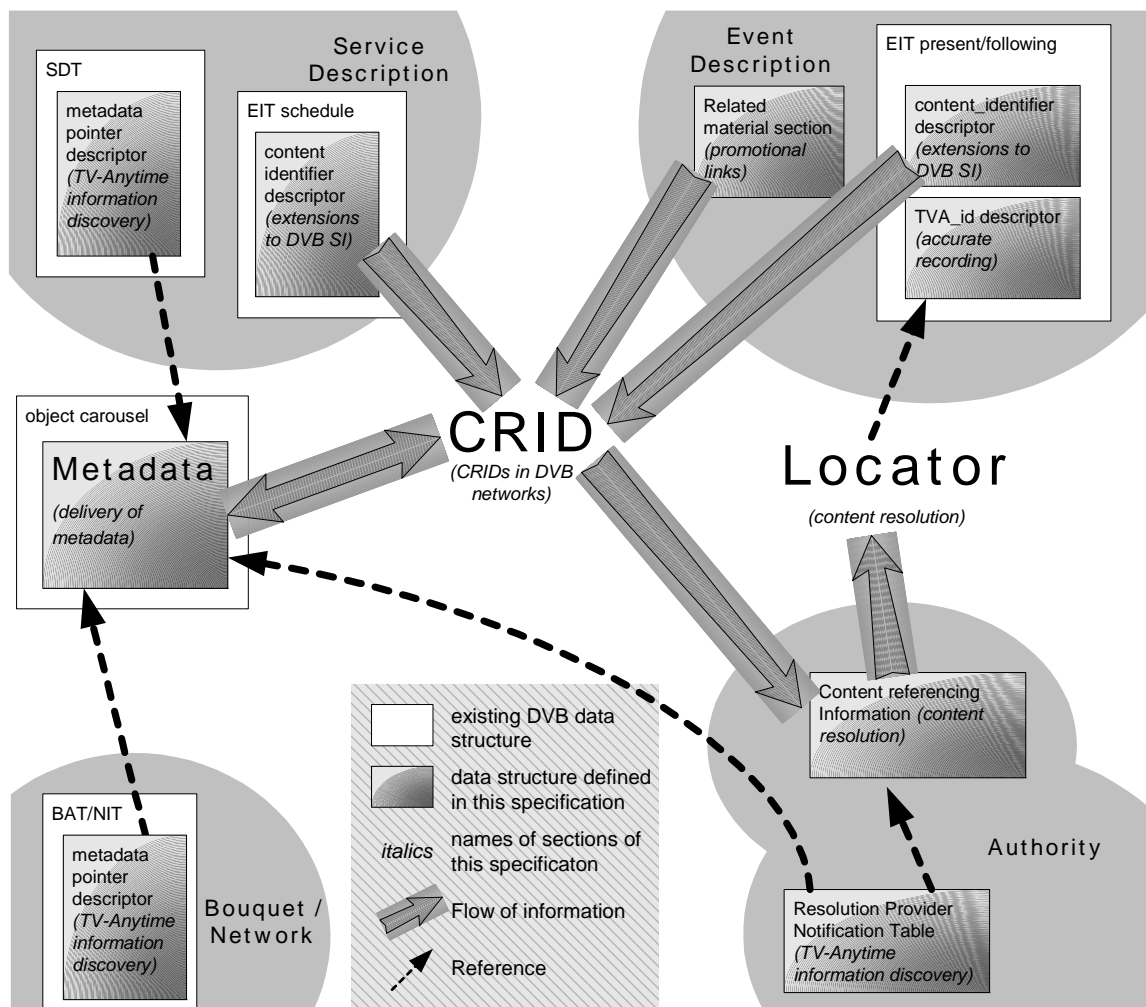 Service
Description
SDT
metadata
pointer
descriptor
(TV-Anytime
information
discovery)
EIT schedule
content
identifier
descriptor
(extensions
to DVB SI)
Event
Description
Related
material section
(promotional
links)
EIT present/following
content_identifier
descriptor
(extensions to
DVB SI)
TVA_id descriptor
(accurate
recording)
object carousel
Metadata
(delivery of
metadata)
CRID
(CRIDs in DVB
networks)
Locator
(content resolution)
Content referencing
Information (content
resolution)
Authority
Resolution Provider
Notification Table
(TV-Anytime
information discovery)
BAT/NIT
metadata
pointer
descriptor
(TV-Anytime
information
discovery)
Bouquet /
Network
existing DVB data
structure
data structure defined
in this specification
italics
names of sections of
this specificaton
Flow of information
Reference